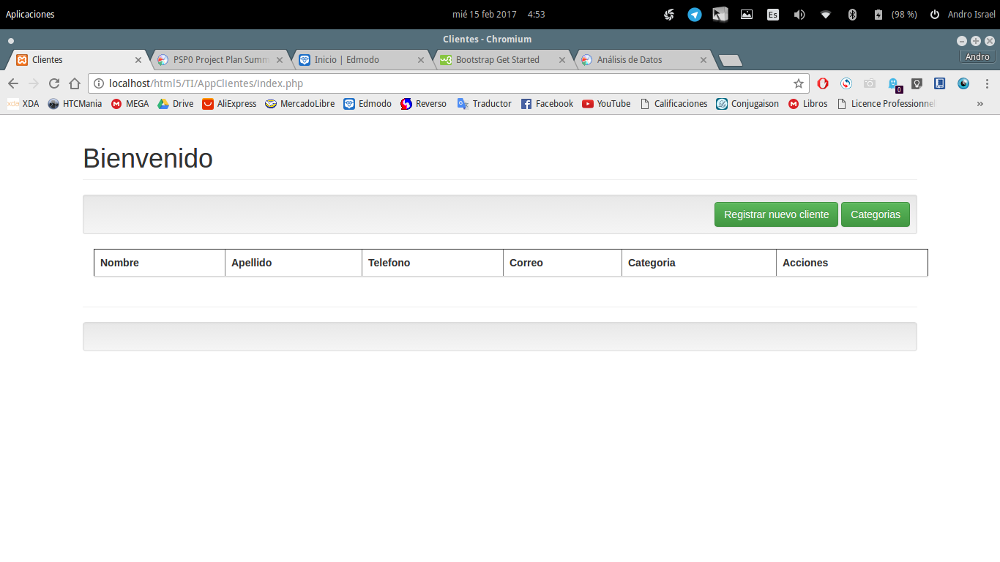 Aplicaciones
mié 15 feb 2017 4:53
Es
(98 %)
Andro Israel
Clientes - Chromium
Clientes
PSP0 Project Plan Summ
Inicio | Edmodo
Bootstrap Get Started
Análisis de Datos
Andro
localhost/html5/TI/AppClientes/index.php
0
XDA
HTCMania
MEGA
Drive
AliExpress
MercadoLibre
Edmodo
Reverso
Traductor
Facebook
YouTube
Calificaciones
Conjugaison
Libros
Licence Professionnel
Bienvenido
Registrar nuevo cliente
Categorias
Nombre
Apellido
Telefono
Correo
Categoria
Acciones